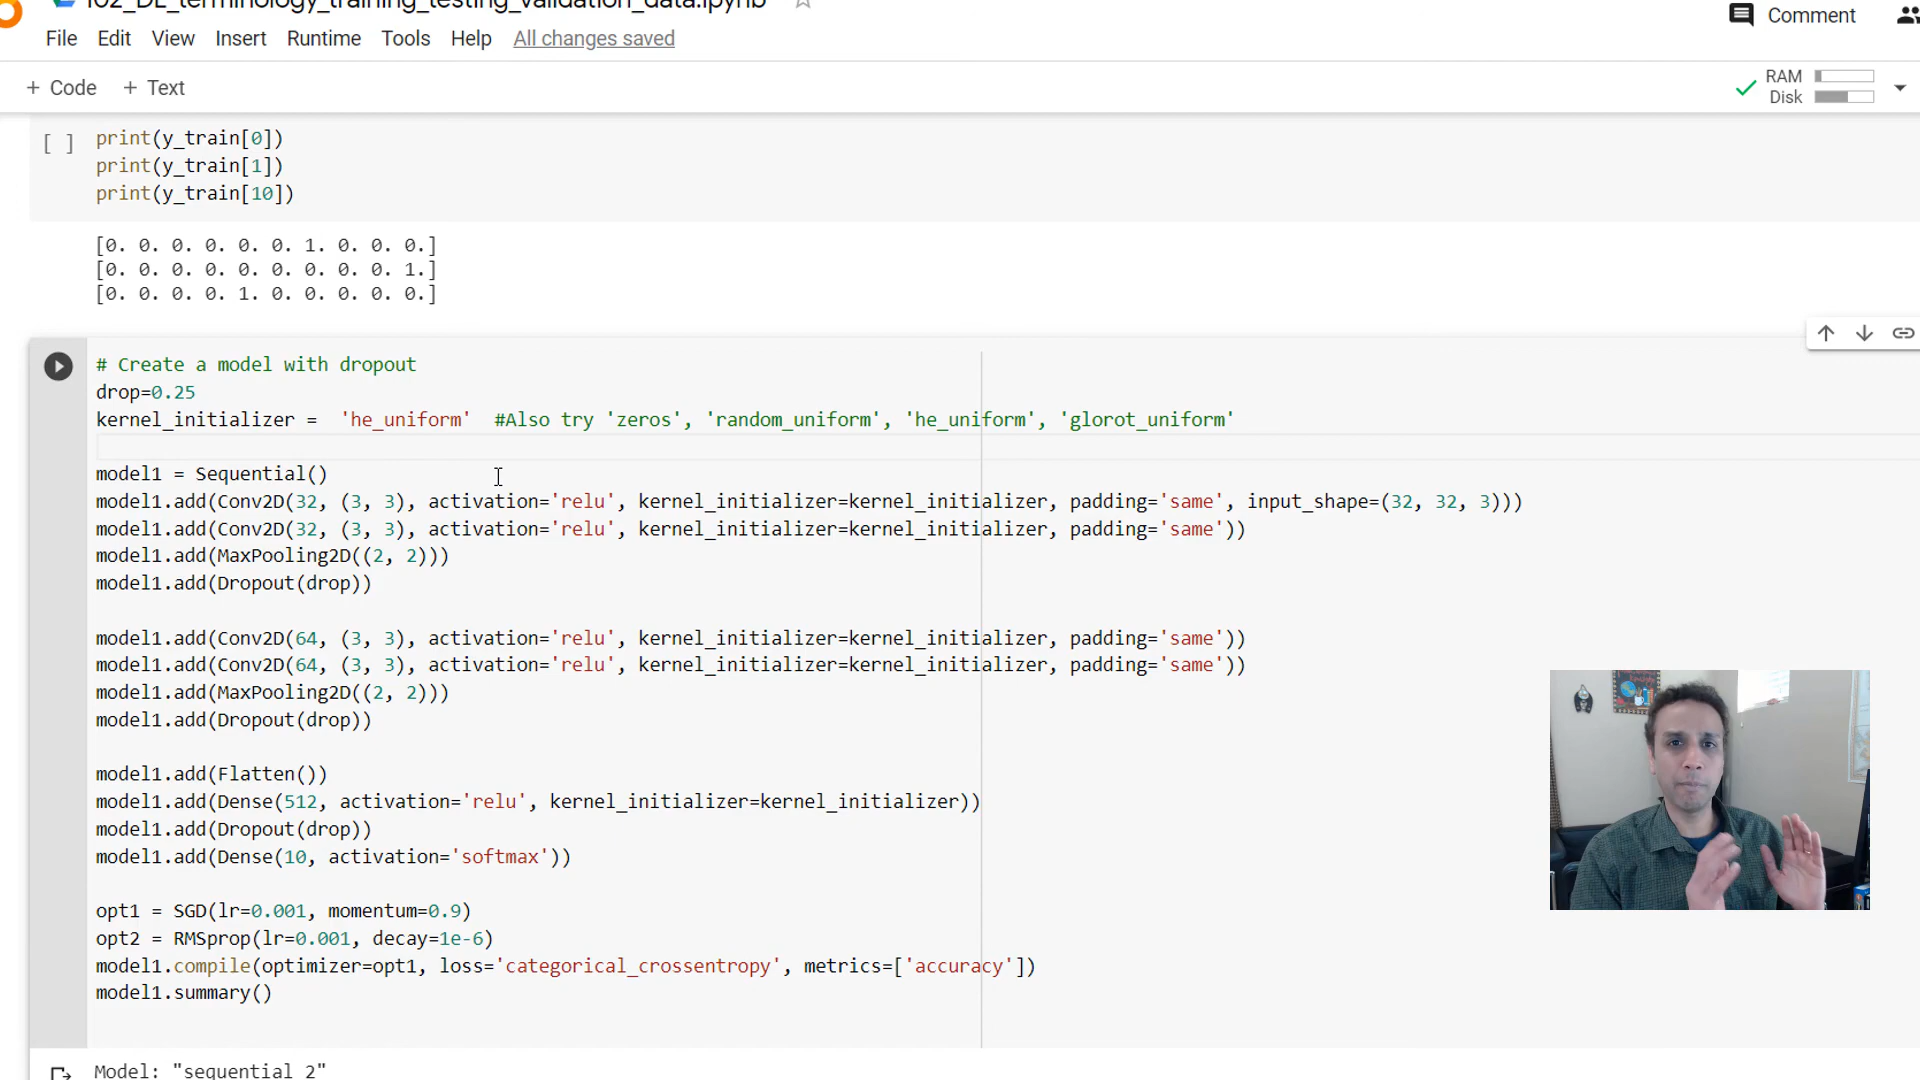 102_DL_terminology_training_testing_validation_data.ipynb
Comment
File Edit View Insert Runtime Tools Help All changes saved
+ Code + Text
RAM
Disk
[ ] print(y_train[0])
print(y_train[1])
print(y_train[10])
[0. 0. 0. 0. 0. 0. 1. 0. 0. 0.]
[0. 0. 0. 0. 0. 0. 0. 0. 0. 1.]
[0. 0. 0. 0. 1. 0. 0. 0. 0. 0.]
# Create a model with dropout
drop=0.25
kernel_initializer =  'he_uniform'  #Also try 'zeros', 'random_uniform', 'he_uniform', 'glorot_uniform'
model1 = Sequential()
model1.add(Conv2D(32, (3, 3), activation='relu', kernel_initializer=kernel_initializer, padding='same', input_shape=(32, 32, 3)))
model1.add(Conv2D(32, (3, 3), activation='relu', kernel_initializer=kernel_initializer, padding='same'))
model1.add(MaxPooling2D((2, 2)))
model1.add(Dropout(drop))
model1.add(Conv2D(64, (3, 3), activation='relu', kernel_initializer=kernel_initializer, padding='same'))
model1.add(Conv2D(64, (3, 3), activation='relu', kernel_initializer=kernel_initializer, padding='same'))
model1.add(MaxPooling2D((2, 2)))
model1.add(Dropout(drop))
model1.add(Flatten())
model1.add(Dense(512, activation='relu', kernel_initializer=kernel_initializer))
model1.add(Dropout(drop))
model1.add(Dense(10, activation='softmax'))
opt1 = SGD(lr=0.001, momentum=0.9)
opt2 = RMSprop(lr=0.001, decay=1e-6)
model1.compile(optimizer=opt1, loss='categorical_crossentropy', metrics=['accuracy'])
model1.summary()
Model: "sequential_2"